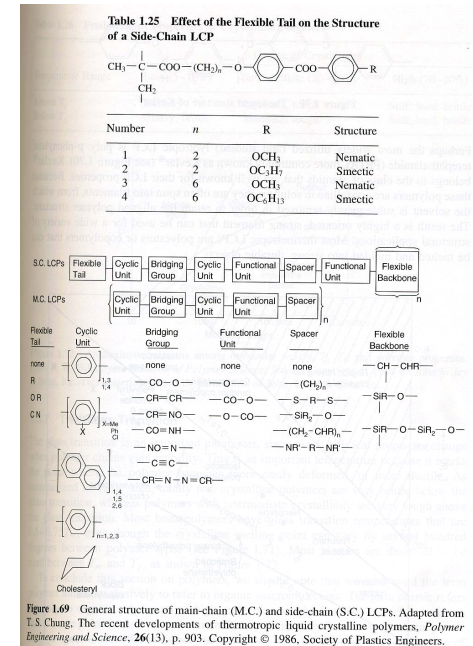 Table 1.25 Effect of the Flexible Tail on the Structure
of a Side-Chain LCP
CH3—C—COO—(CH2)n—O— —COO— —R
CH2
Number n R Structure
1 2 OCH3 Nematic
2 2 OC3H7 Smectic
3 6 OCH3 Nematic
4 6 OC6H13 Smectic
S.C. LCPs Flexible Tail Cyclic Unit Bridging Group Cyclic Unit Functional Unit Spacer Functional Unit Flexible Backbone n
M.C. LCPs Cyclic Unit Bridging Group Cyclic Unit Functional Unit Spacer n
Flexible Tail Cyclic Unit Bridging Group Functional Unit Spacer Flexible Backbone
none 1,3 1,4 none none none — CH — CHR —
R — CO — O — — O — — (CH2)n —
OR — CR = CR — — CO — O — — S — R — S — — SiR — O —
CN X X=Me Ph Cl — CR = NO — — O — CO — — SiR2 — O —
— CO = NH — — (CH2 - CHR)n — — SiR — O — SiR2 — O —
— NO = N — NR' — R — NR' —
— C ≡ C —
— CR = N — N = CR —
1,4
1,5
2,6
n=1,2,3
Cholesteryl
Figure 1.69 General structure of main-chain (M.C.) and side-chain (S.C.) LCPs. Adapted from
T. S. Chung, The recent developments of thermotropic liquid crystalline polymers, Polymer
Engineering and Science, 26(13), p. 903. Copyright © 1986, Society of Plastics Engineers.